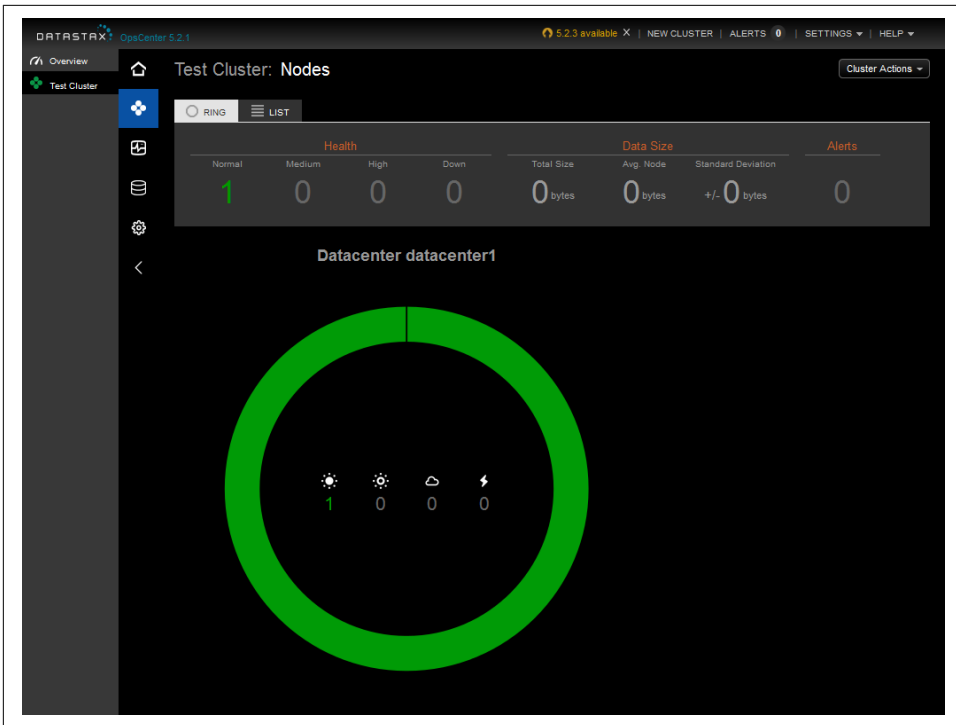 DATASTAX OpsCenter 5.2.1 5.2.3 available X | NEW CLUSTER | ALERTS 0 | SETTINGS | HELP
Overview
Test Cluster
Test Cluster: Nodes Cluster Actions
RING LIST
Health Data Size Alerts
Normal Medium High Down Total Size Avg. Node Standard Deviation
1 0 0 0 0 bytes 0 bytes +/- 0 bytes 0
Datacenter datacenter1
1 0 0 0